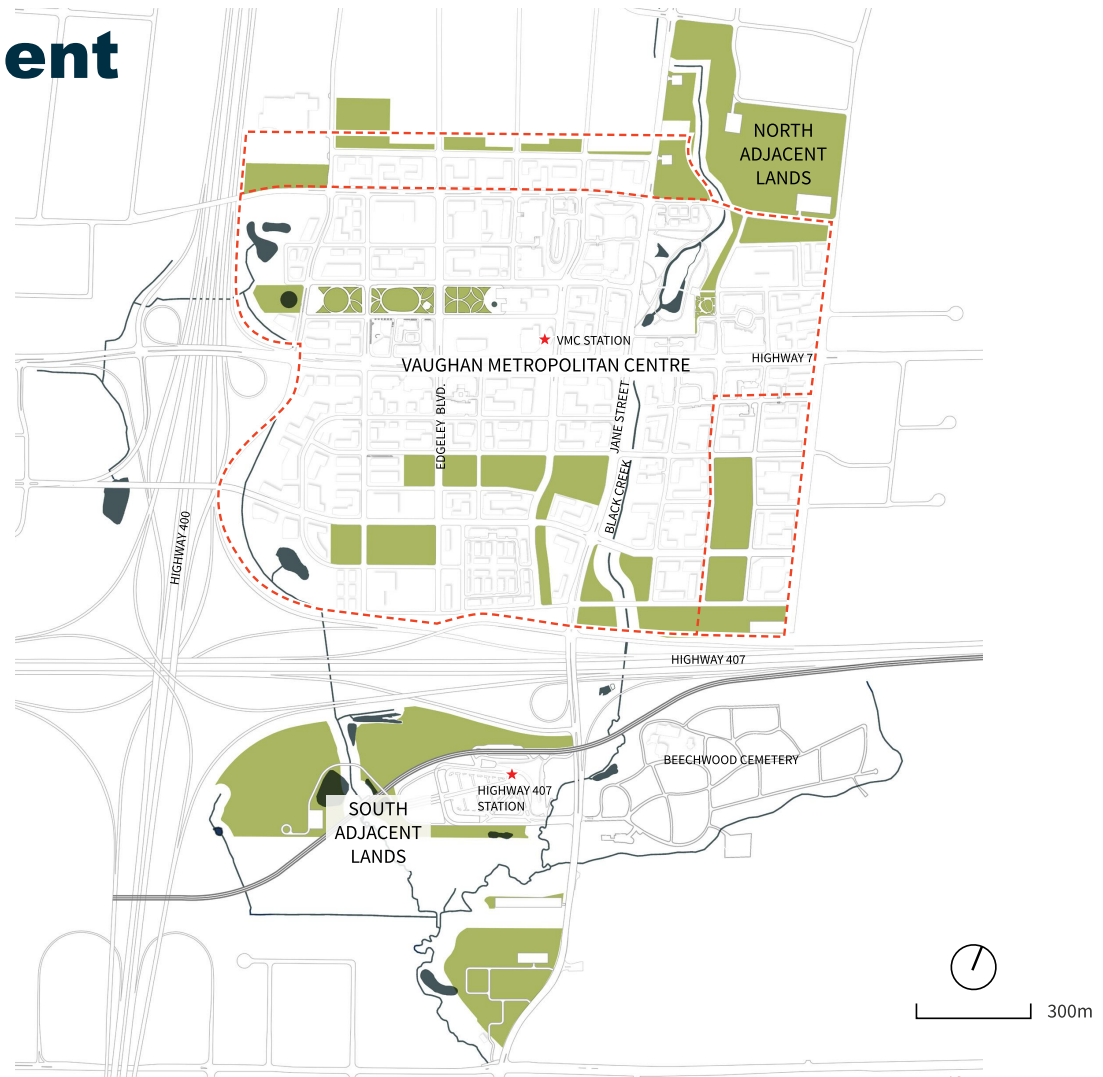 ent
NORTH
ADJACENT
LANDS
VMC STATION
HIGHWAY 7
VAUGHAN METROPOLITAN CENTRE
EDGELEY BLVD.
JANE STREET
BLACK CREEK
HIGHWAY 400
HIGHWAY 407
BEECHWOOD CEMETERY
HIGHWAY 407
STATION
SOUTH
ADJACENT
LANDS
300m